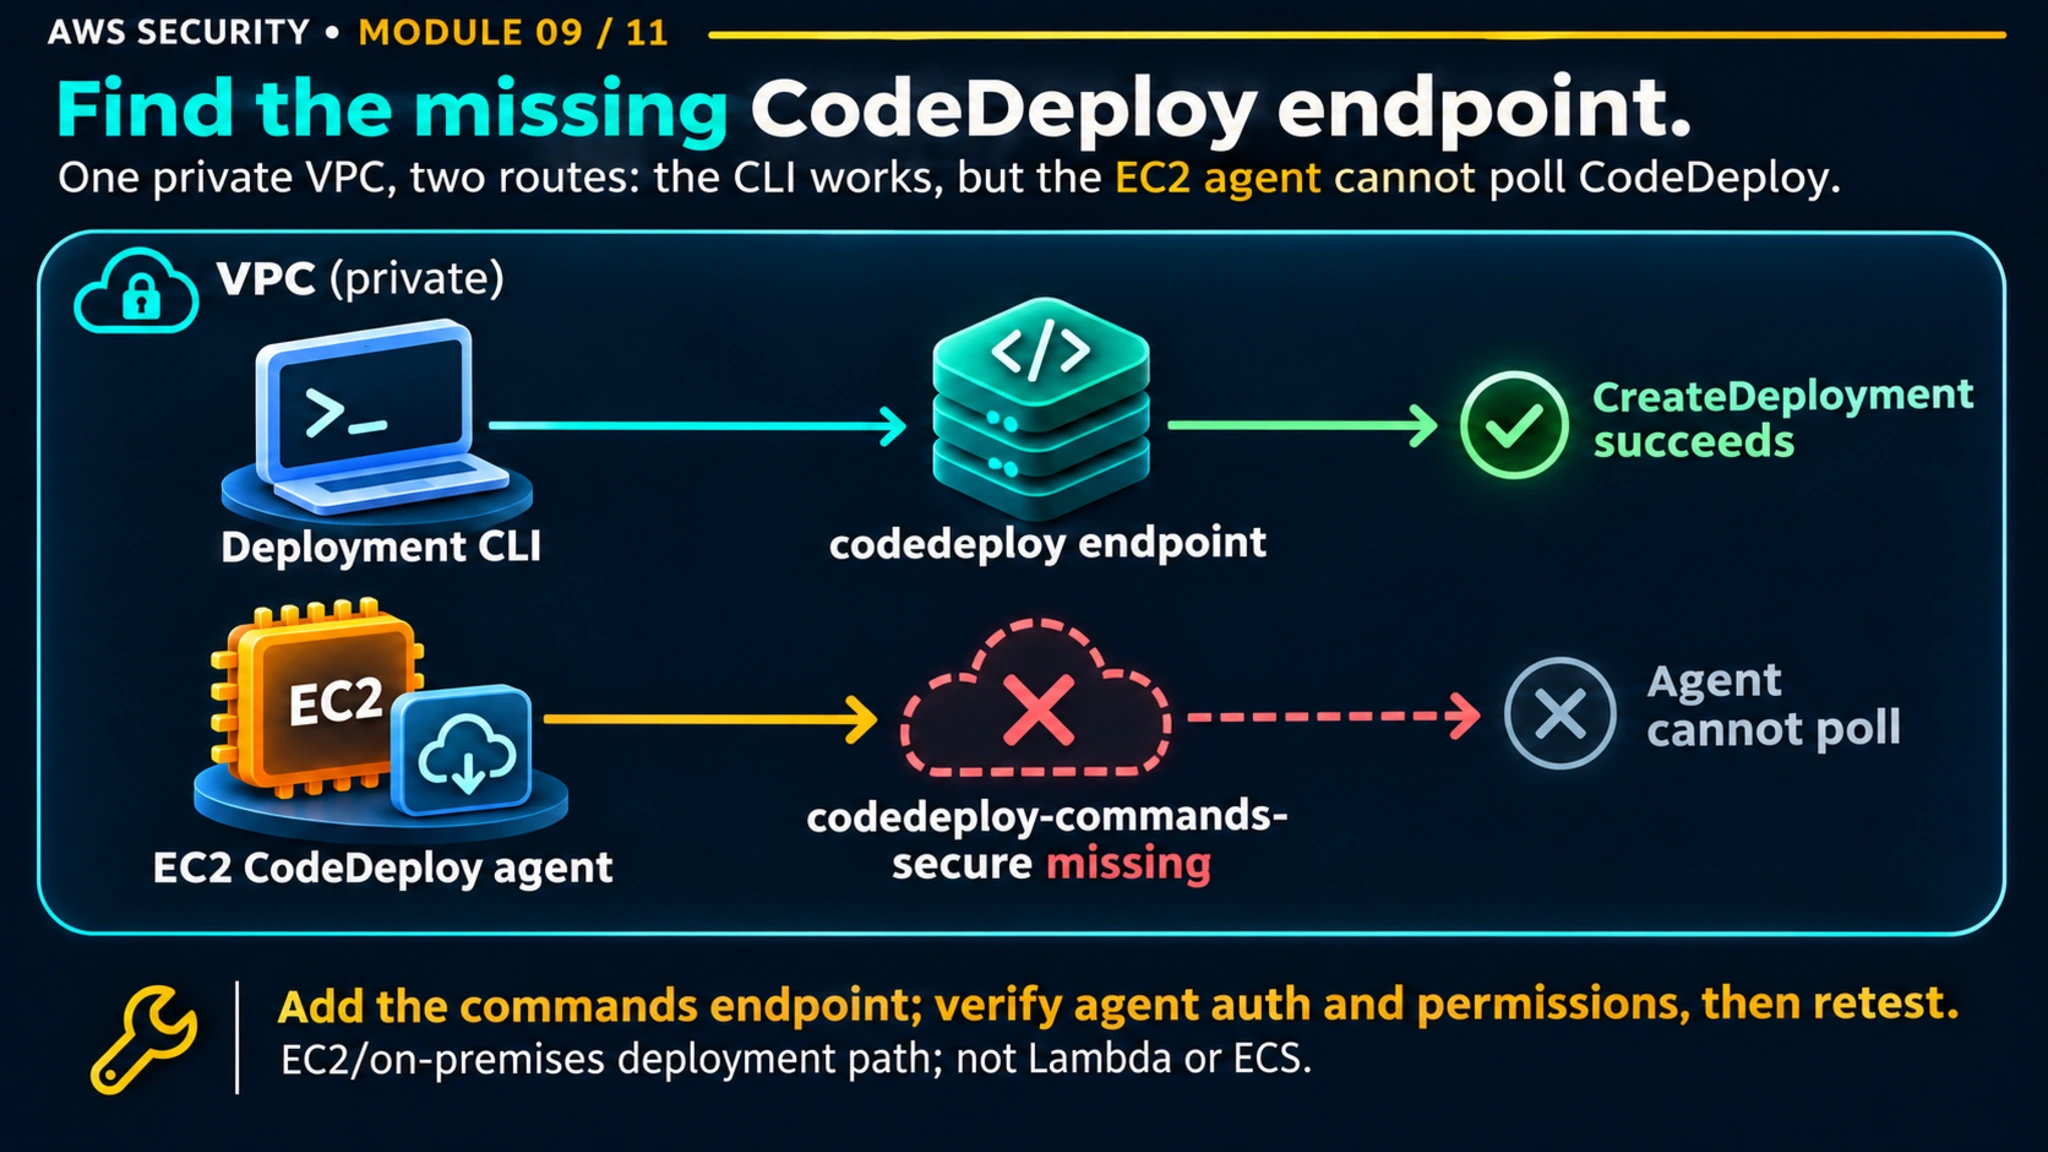 AWS SECURITY • MODULE 09 / 11
Find the missing CodeDeploy endpoint.
One private VPC, two routes: the CLI works, but the EC2 agent cannot poll CodeDeploy.
VPC (private)
>_
</>
CreateDeployment
succeeds
Deployment CLI
codedeploy endpoint
EC2
Agent
cannot poll
codedeploy-commands-
secure missing
EC2 CodeDeploy agent
Add the commands endpoint; verify agent auth and permissions, then retest.
EC2/on-premises deployment path; not Lambda or ECS.